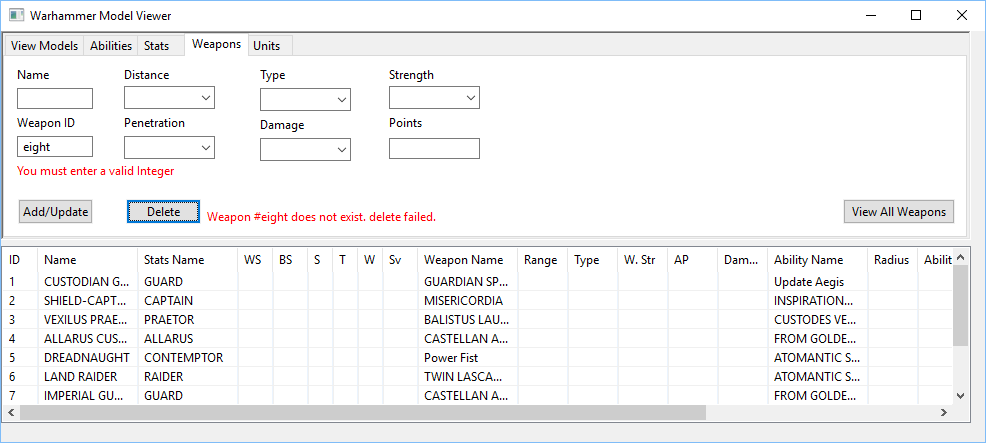 Warhammer Model Viewer
View Models Abilities Stats Weapons Units
Name Distance Type Strength
Weapon ID Penetration Damage Points
eight
You must enter a valid Integer
Add/Update Delete Weapon #eight does not exist, delete failed. View All Weapons
ID Name Stats Name WS BS S T W Sv Weapon Name Range Type W. Str AP Dam... Ability Name Radius Abilit
1 CUSTODIAN G... GUARD GUARDIAN SP... Update Aegis
2 SHIELD-CAPT... CAPTAIN MISERICORDIA INSPIRATION...
3 VEXILUS PRAE... PRAETOR BALISTUS LAU... CUSTODES VE...
4 ALLARUS CUS... ALLARUS CASTELLAN A... FROM GOLDE...
5 DREADNAUGHT CONTEMPTOR Power Fist ATOMANTIC S...
6 LAND RAIDER RAIDER TWIN LASCA... ATOMANTIC S...
7 IMPERIAL GU... GUARD CASTELLAN A... FROM GOLDE...